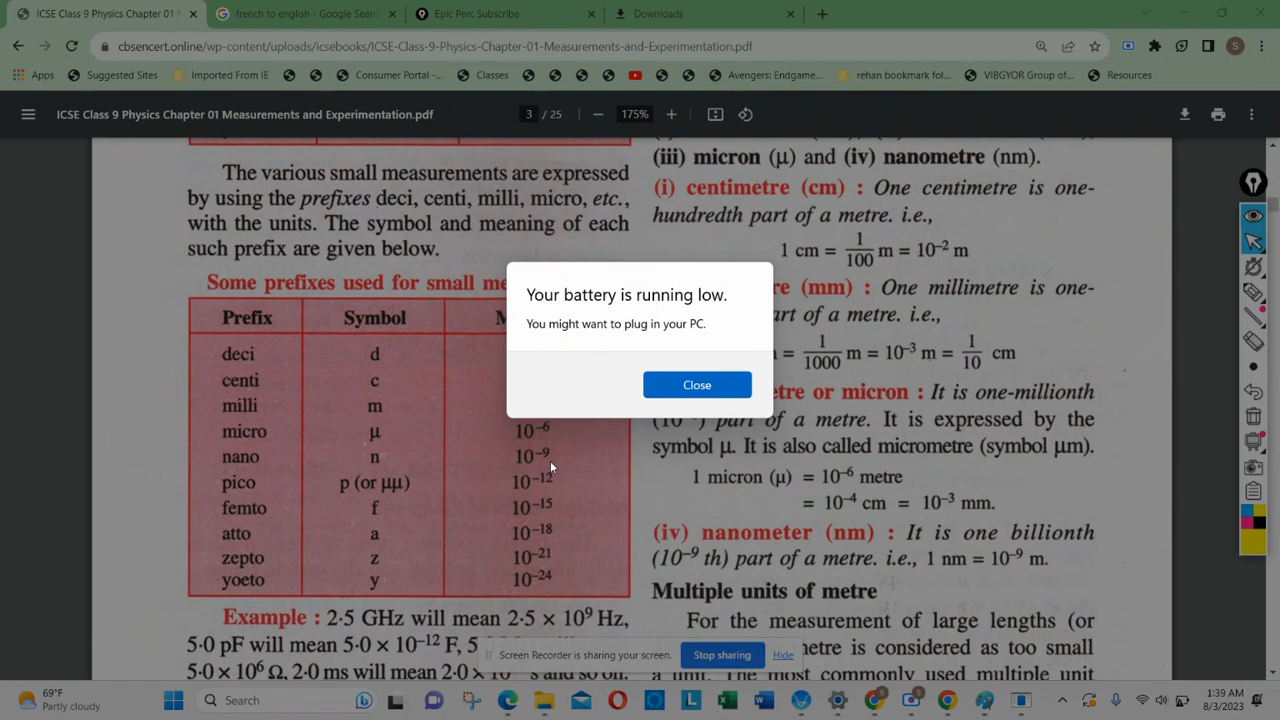 ICSE Class 9 Physics Chapter 01 M
french to english - Google Searc
Epic Pen: Subscribe
Downloads
cbsencert.online/wp-content/uploads/icsebooks/ICSE-Class-9-Physics-Chapter-01-Measurements-and-Experimentation.pdf
S
Apps
Suggested Sites
Imported From IE
Consumer Portal -...
Classes
Avengers: Endgame...
rehan bookmark fol...
VIBGYOR Group of...
Resources
ICSE Class 9 Physics Chapter 01 Measurements and Experimentation.pdf
3 / 25
175%
The various small measurements are expressed
by using the prefixes deci, centi, milli, micro, etc.,
with the units. The symbol and meaning of each
such prefix are given below.
Some prefixes used for small me
Prefix Symbol M
deci d
centi c
milli m
micro μ 10⁻⁶
nano n 10⁻⁹
pico p (or μμ) 10⁻¹²
femto f 10⁻¹⁵
atto a 10⁻¹⁸
zepto z 10⁻²¹
yoeto y 10⁻²⁴
Example : 2·5 GHz will mean 2·5 × 10⁹ Hz,
5·0 pF will mean 5·0 × 10⁻¹² F, 5
5·0 × 10⁶ Ω, 2·0 ms will mean 2·0 × 10 s and so on.
(iii) micron (μ) and (iv) nanometre (nm).
(i) centimetre (cm) : One centimetre is one-
hundredth part of a metre. i.e.,
1 cm = 1/100 m = 10⁻² m
re (mm) : One millimetre is one-
part of a metre. i.e.,
= 1/1000 m = 10⁻³ m = 1/10 cm
etre or micron : It is one-millionth
(10⁻⁶) part of a metre. It is expressed by the
symbol μ. It is also called micrometre (symbol μm).
1 micron (μ) = 10⁻⁶ metre
= 10⁻⁴ cm = 10⁻³ mm.
(iv) nanometer (nm) : It is one billionth
(10⁻⁹ th) part of a metre. i.e., 1 nm = 10⁻⁹ m.
Multiple units of metre
For the measurement of large lengths (or
metre is considered as too small
a unit. The most commonly used multiple unit
Your battery is running low.
You might want to plug in your PC.
Close
Screen Recorder is sharing your screen.
Stop sharing
Hide
69°F
Partly cloudy
Search
1:39 AM
8/3/2023